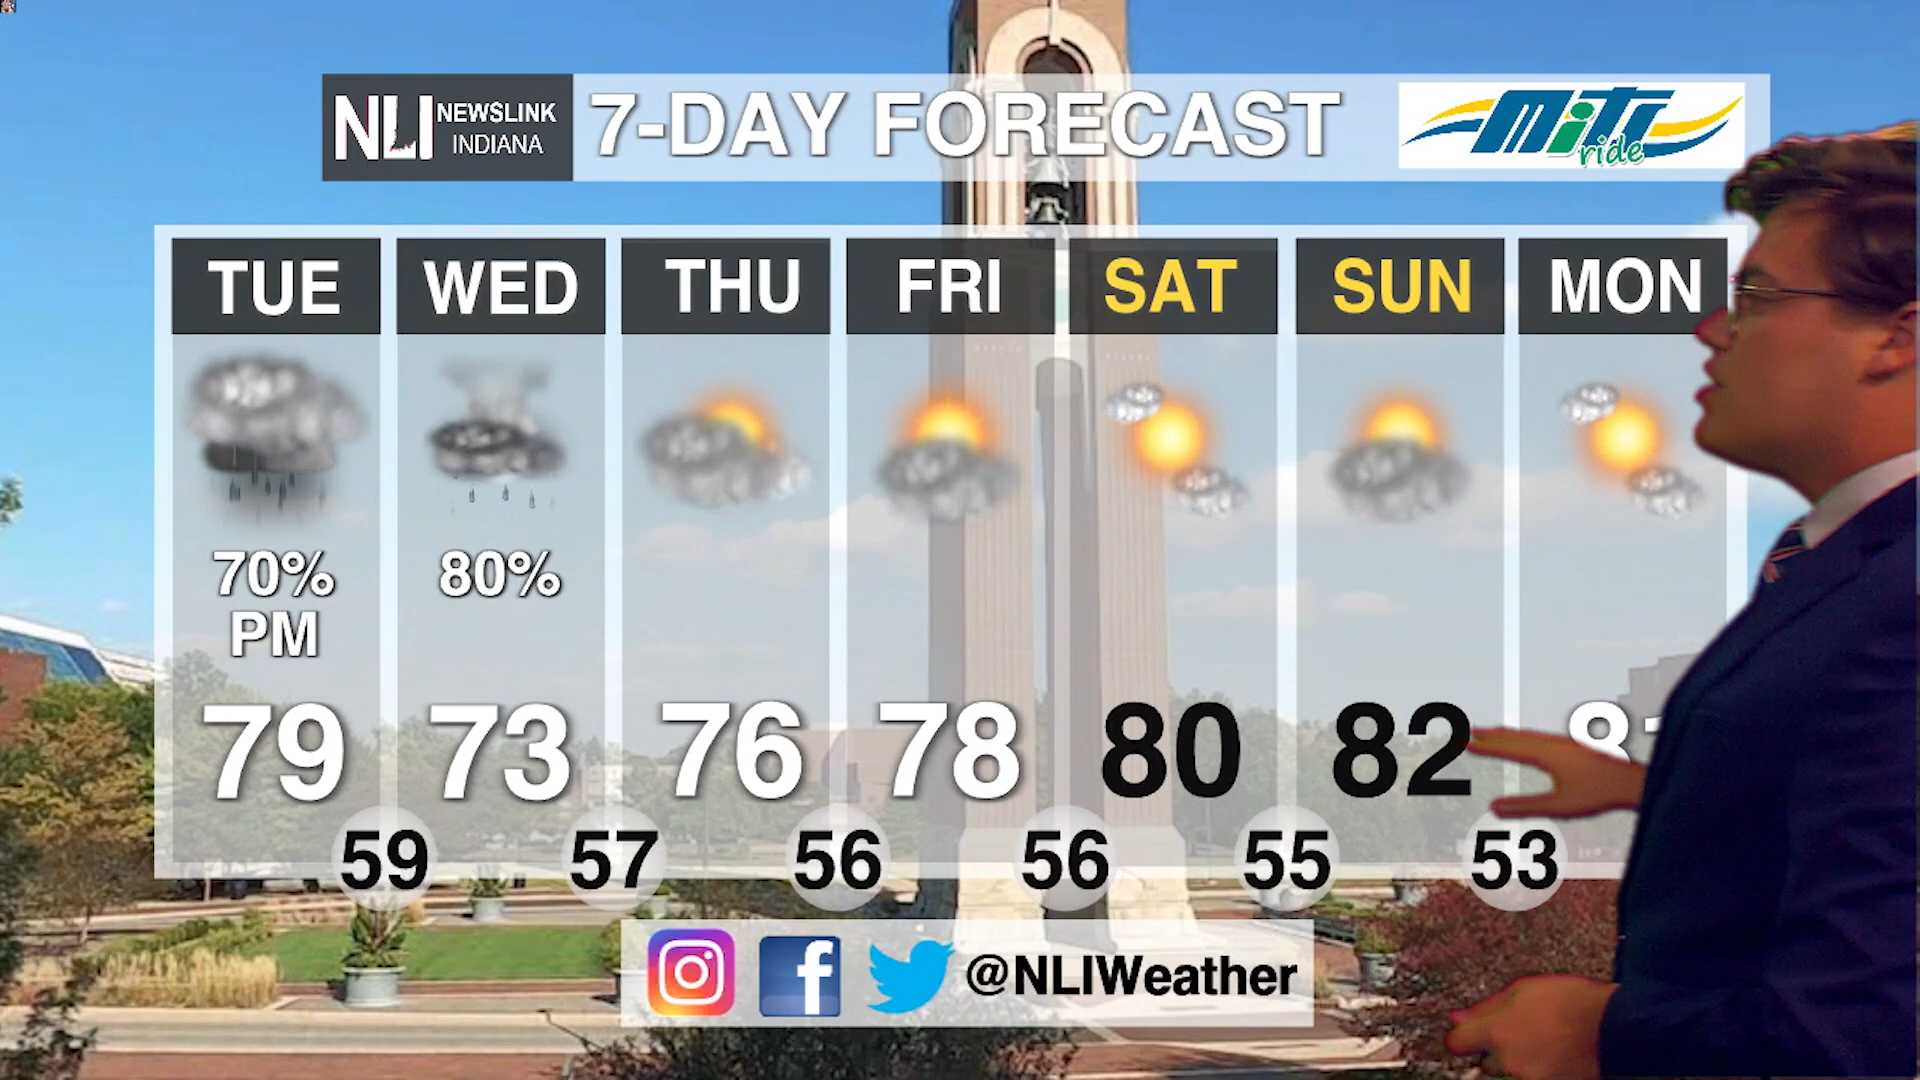 NLI NEWSLINK
INDIANA
7-DAY FORECAST
MiTS ride
TUE WED THU FRI SAT SUN MON
70% 80%
PM
79 73 76 78 80 82 81
59 57 56 56 55 53
@NLIWeather